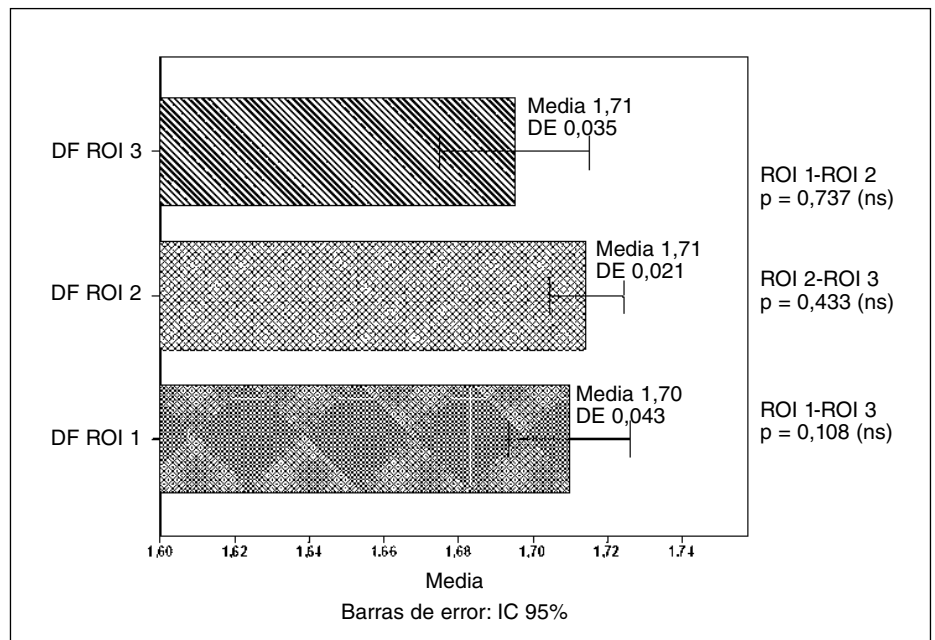 Media 1,71
DE 0,035
DF ROI 3
ROI 1-ROI 2
p = 0,737 (ns)
Media 1,71
DE 0,021
DF ROI 2
ROI 2-ROI 3
p = 0,433 (ns)
Media 1,70
DE 0,043
DF ROI 1
ROI 1-ROI 3
p = 0,108 (ns)
1,60 1,62 1,64 1,66 1,68 1,70 1,72 1,74
Media
Barras de error: IC 95%